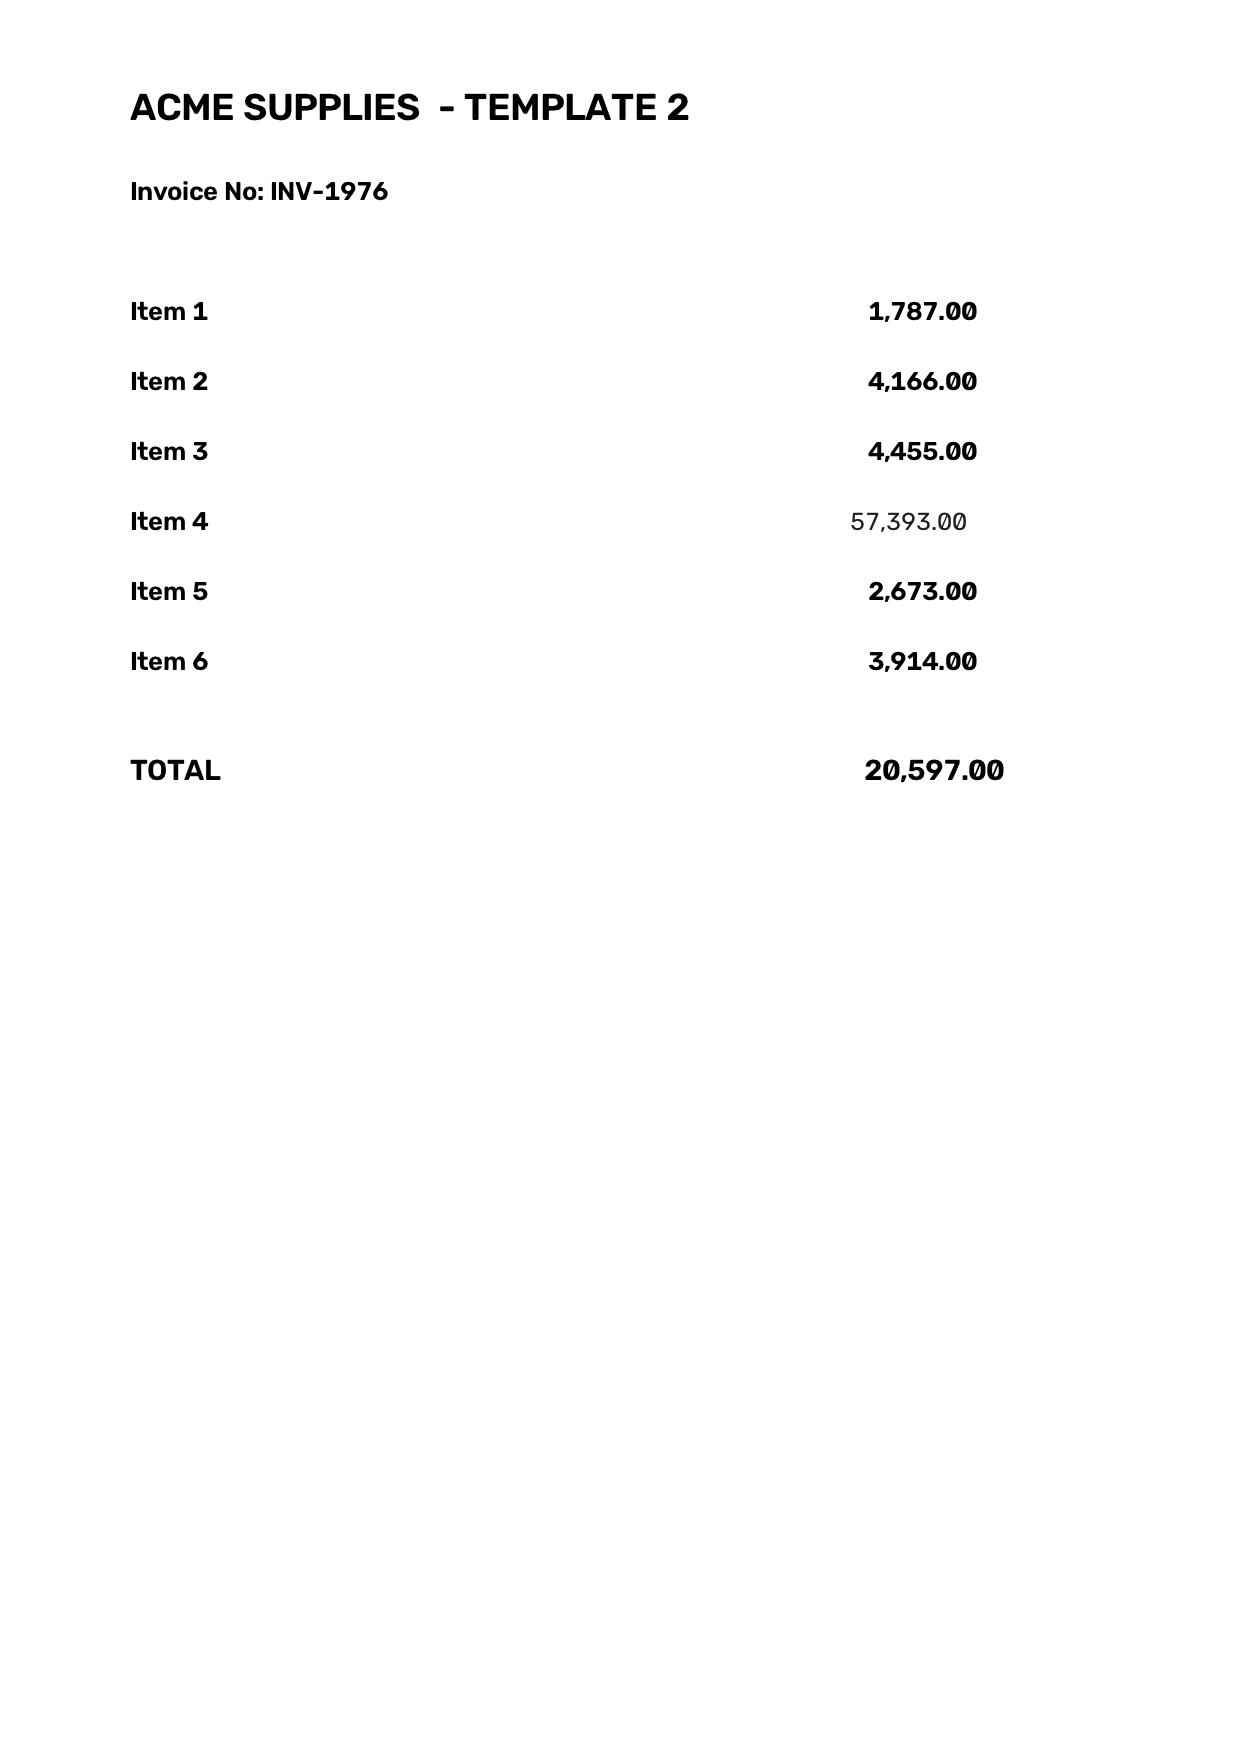 ACME SUPPLIES - TEMPLATE 2
Invoice No: INV-1976
Item 1 1,787.00
Item 2 4,166.00
Item 3 4,455.00
Item 4 57,393.00
Item 5 2,673.00
Item 6 3,914.00
TOTAL 20,597.00